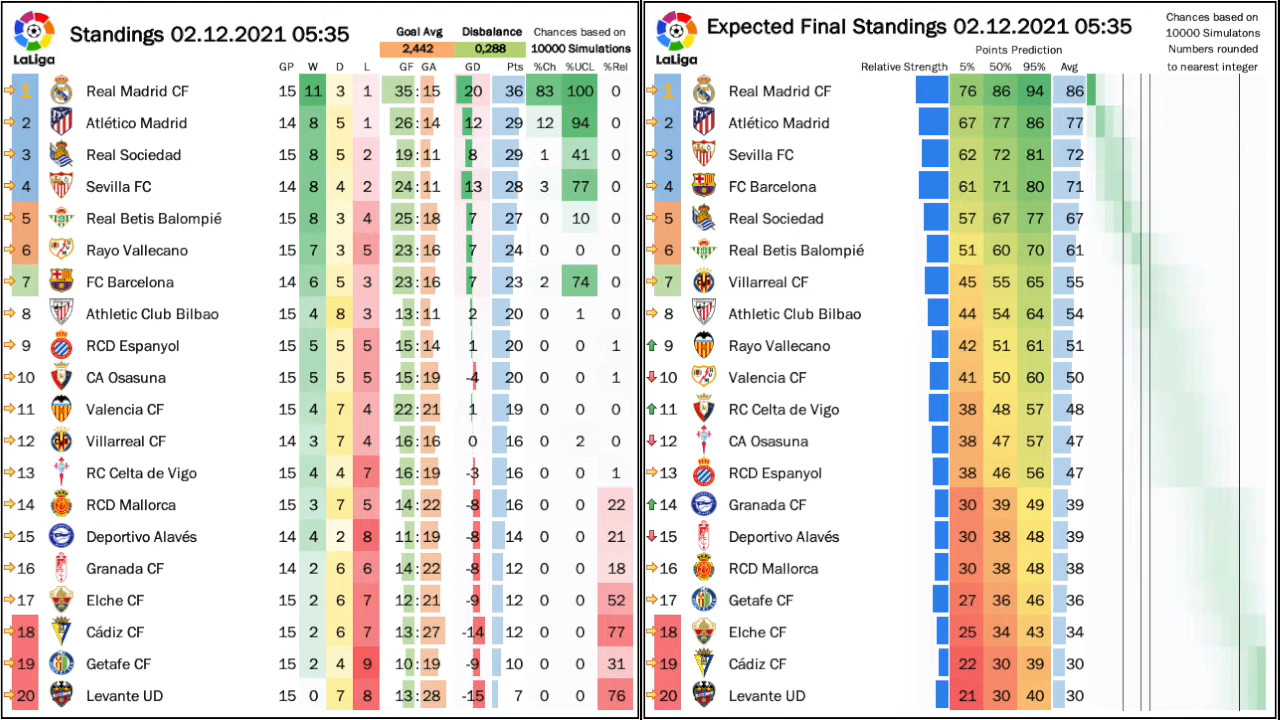 LaLiga
Standings 02.12.2021 05:35
Goal Avg Disbalance Chances based on
2,442 0,288 10000 Simulations
GP W D L GF GA GD Pts %Ch %UCL %Rel
1 Real Madrid CF 15 11 3 1 35:15 20 36 83 100 0
2 Atlético Madrid 14 8 5 1 26:14 12 29 12 94 0
3 Real Sociedad 15 8 5 2 19:11 8 29 1 41 0
4 Sevilla FC 14 8 4 2 24:11 13 28 3 77 0
5 Real Betis Balompié 15 8 3 4 25:18 7 27 0 10 0
6 Rayo Vallecano 15 7 3 5 23:16 7 24 0 0 0
7 FC Barcelona 14 6 5 3 23:16 7 23 2 74 0
8 Athletic Club Bilbao 15 4 8 3 13:11 2 20 0 1 0
9 RCD Espanyol 15 5 5 5 15:14 1 20 0 0 1
10 CA Osasuna 15 5 5 5 15:19 -4 20 0 0 1
11 Valencia CF 15 4 7 4 22:21 1 19 0 0 0
12 Villarreal CF 14 3 7 4 16:16 0 16 0 2 0
13 RC Celta de Vigo 15 4 4 7 16:19 -3 16 0 0 1
14 RCD Mallorca 15 3 7 5 14:22 -8 16 0 0 22
15 Deportivo Alavés 14 4 2 8 11:19 -8 14 0 0 21
16 Granada CF 14 2 6 6 14:22 -8 12 0 0 18
17 Elche CF 15 2 6 7 12:21 -9 12 0 0 52
18 Cádiz CF 15 2 6 7 13:27 -14 12 0 0 77
19 Getafe CF 15 2 4 9 10:19 -9 10 0 0 31
20 Levante UD 15 0 7 8 13:28 -15 7 0 0 76
LaLiga
Expected Final Standings 02.12.2021 05:35
Chances based on
10000 Simulatons
Numbers rounded
to nearest integer
Points Prediction
Relative Strength 5% 50% 95% Avg
1 Real Madrid CF 76 86 94 86
2 Atlético Madrid 67 77 86 77
3 Sevilla FC 62 72 81 72
4 FC Barcelona 61 71 80 71
5 Real Sociedad 57 67 77 67
6 Real Betis Balompié 51 60 70 61
7 Villarreal CF 45 55 65 55
8 Athletic Club Bilbao 44 54 64 54
9 Rayo Vallecano 42 51 61 51
10 Valencia CF 41 50 60 50
11 RC Celta de Vigo 38 48 57 48
12 CA Osasuna 38 47 57 47
13 RCD Espanyol 38 46 56 47
14 Granada CF 30 39 49 39
15 Deportivo Alavés 30 38 48 39
16 RCD Mallorca 30 38 48 38
17 Getafe CF 27 36 46 36
18 Elche CF 25 34 43 34
19 Cádiz CF 22 30 39 30
20 Levante UD 21 30 40 30